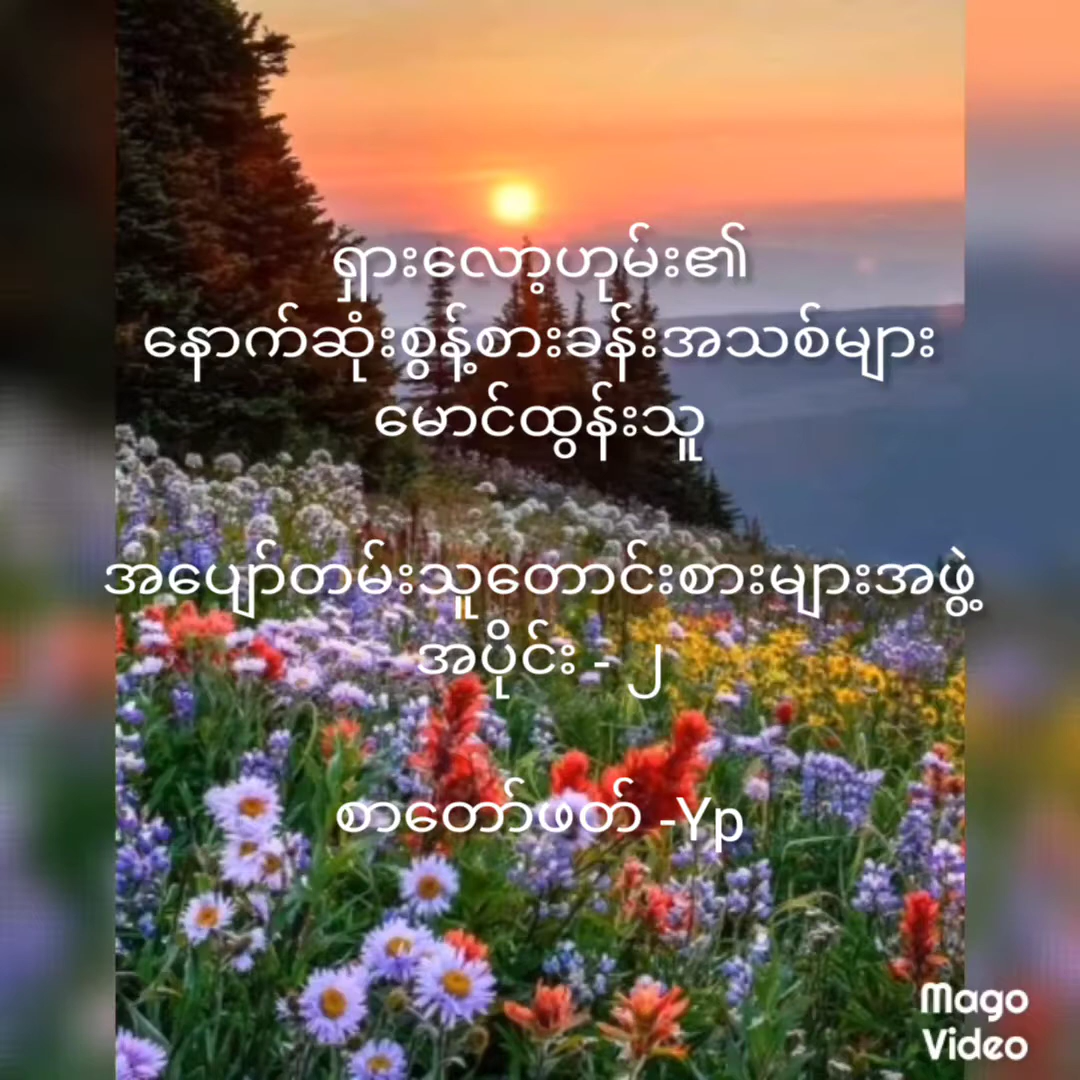 ရှားလော့ဟုမ်း၏
နောက်ဆုံးစွန့်စားခန်းအသစ်များ
မောင်ထွန်းသူ
အပျော်တမ်းသူတောင်းစားများအဖွဲ့
အပိုင်း - ၂
စာတော်ဖတ် -Yp
Mago
Video